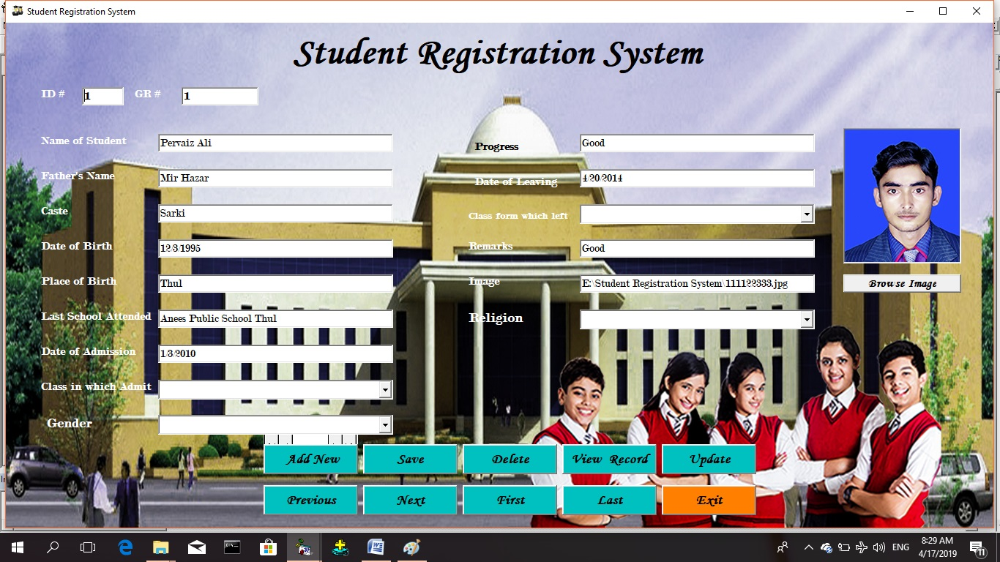 Student Registration System
Student Registration System
ID # 1 GR # 1
Name of Student Pervaiz Ali
Father's Name Mir Hazar
Caste Sarki
Date of Birth 12/3/1995
Place of Birth Thul
Last School Attended Anees Public School Thul
Date of Admission 1/3/2010
Class in which Admit
Gender
Progress Good
Date of Leaving 4/20/2014
Class form which left
Remarks Good
Image E:\Student Registration System\111122333.jpg
Religion
Browse Image
Add New Save Delete View Record Update
Previous Next First Last Exit
ENG
8:29 AM
4/17/2019
11